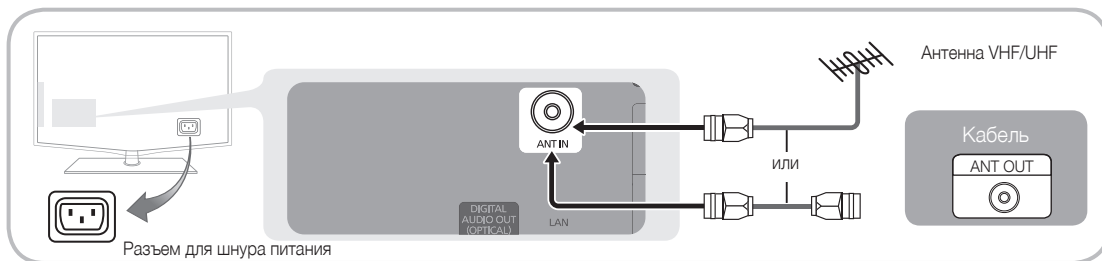 Антенна VHF/UHF
Кабель
ANT OUT
ANT IN
или
DIGITAL
AUDIO OUT
(OPTICAL)
LAN
Разъем для шнура питания